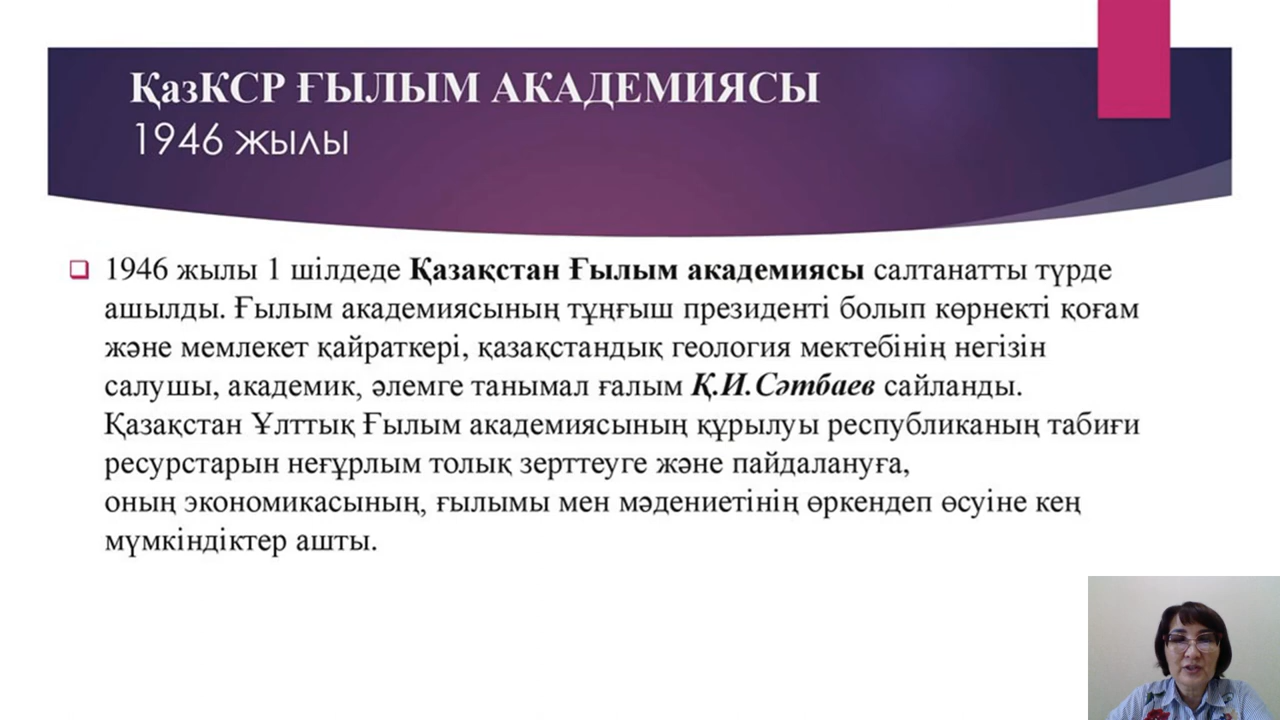 ҚазКСР ҒЫЛЫМ АКАДЕМИЯСЫ
1946 жылы
1946 жылы 1 шілдеде Қазақстан Ғылым академиясы салтанатты түрде
ашылды. Ғылым академиясының тұңғыш президенті болып көрнекті қоғам
және мемлекет қайраткері, қазақстандық геология мектебінің негізін
салушы, академик, әлемге танымал ғалым Қ.И.Сәтбаев сайланды.
Қазақстан Ұлттық Ғылым академиясының құрылуы республиканың табиғи
ресурстарын неғұрлым толық зерттеуге және пайдалануға,
оның экономикасының, ғылымы мен мәдениетінің өркендеп өсуіне кең
мүмкіндіктер ашты.